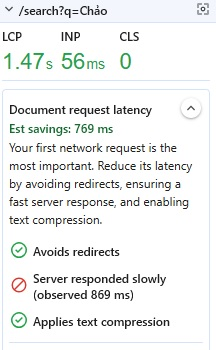 /search?q=Chảo
LCP INP CLS
1.47s 56ms 0
Document request latency
Est savings: 769 ms
Your first network request is the
most important. Reduce its latency
by avoiding redirects, ensuring a
fast server response, and enabling
text compression.
Avoids redirects
Server responded slowly
(observed 869 ms)
Applies text compression